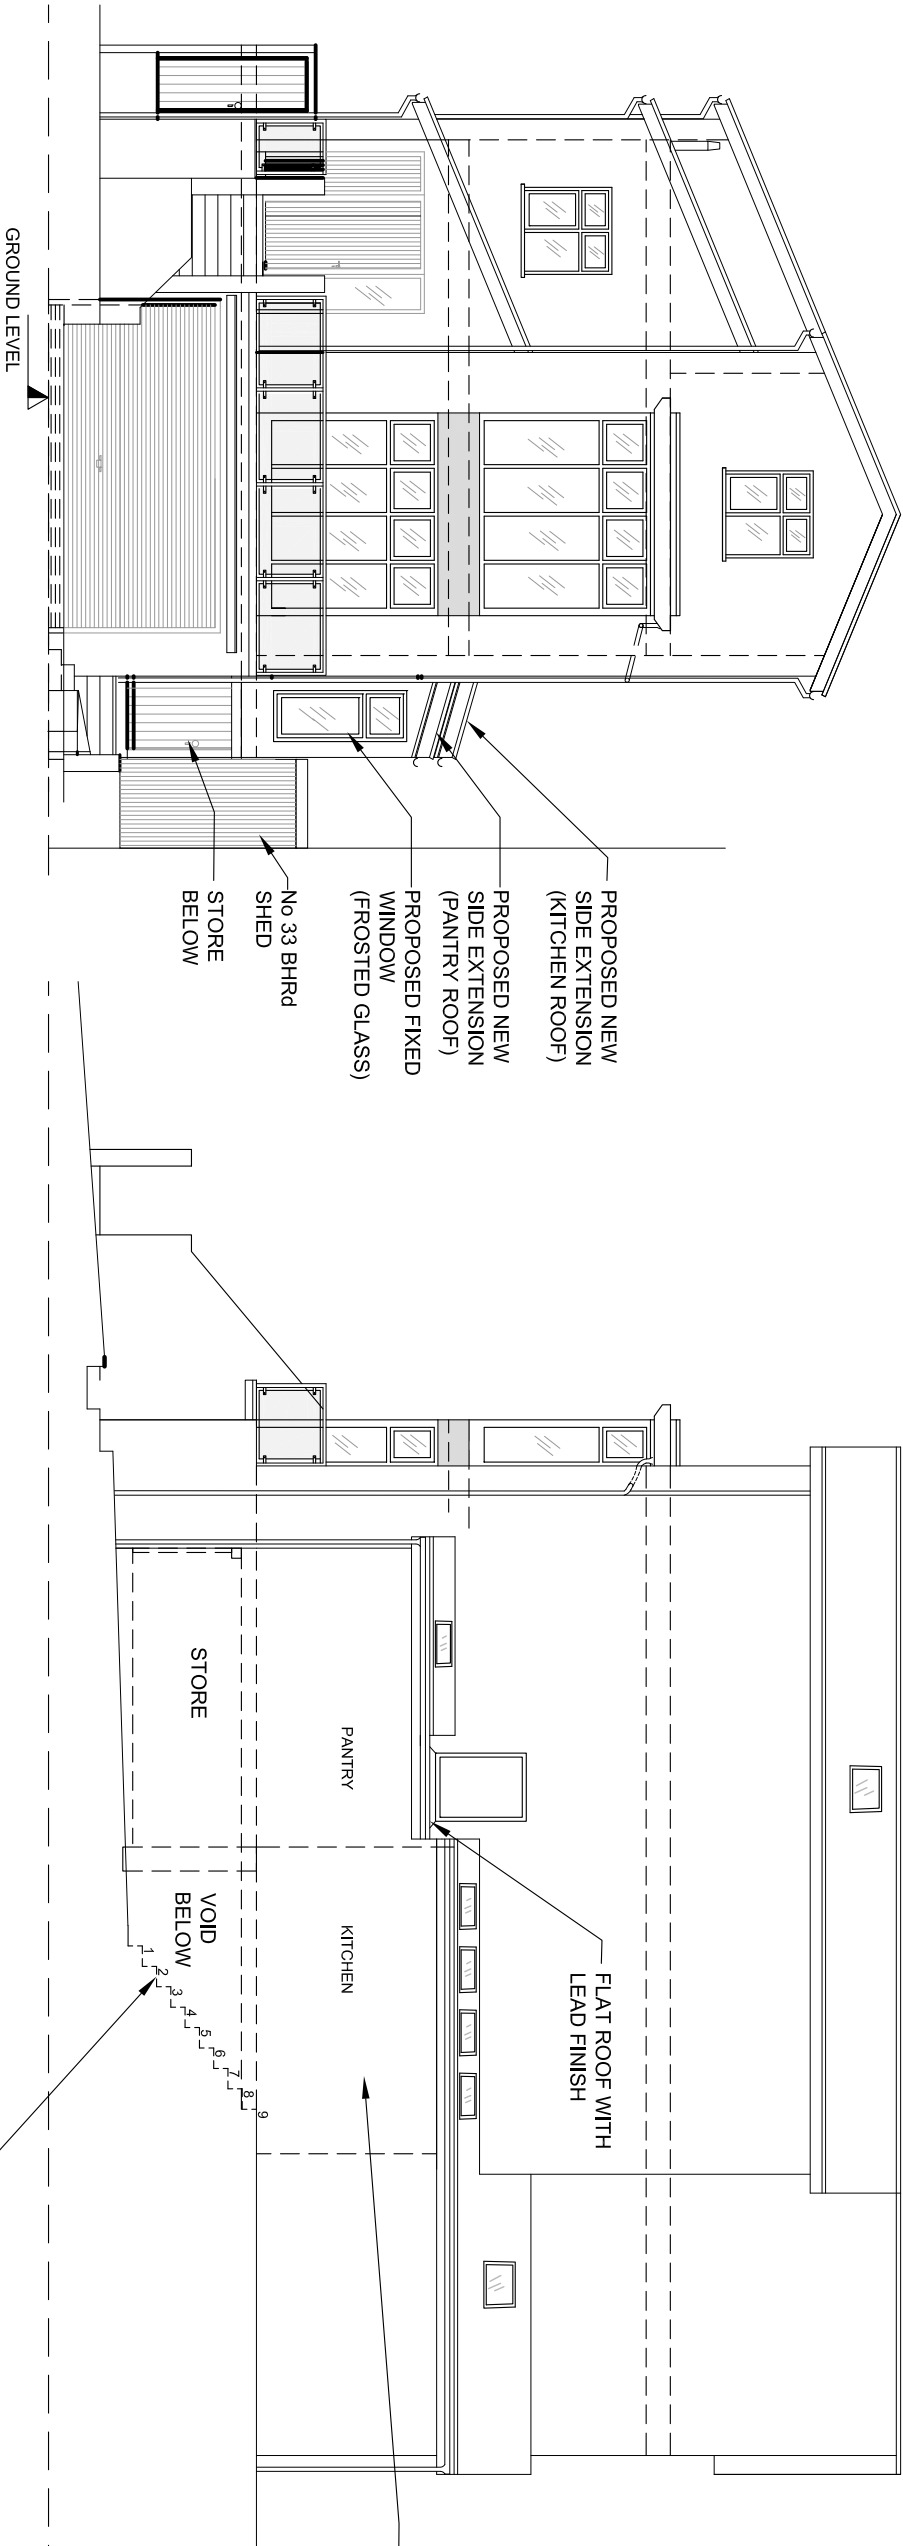 PROPOSED NEW
SIDE EXTENSION
(KITCHEN ROOF)
PROPOSED NEW
SIDE EXTENSION
(PANTRY ROOF)
PROPOSED FIXED
WINDOW
(FROSTED GLASS)
No 33 BHRd
SHED
STORE
BELOW
GROUND LEVEL
FLAT ROOF WITH
LEAD FINISH
PANTRY
KITCHEN
STORE
VOID
BELOW
1
2
3
4
5
6
7
8
9